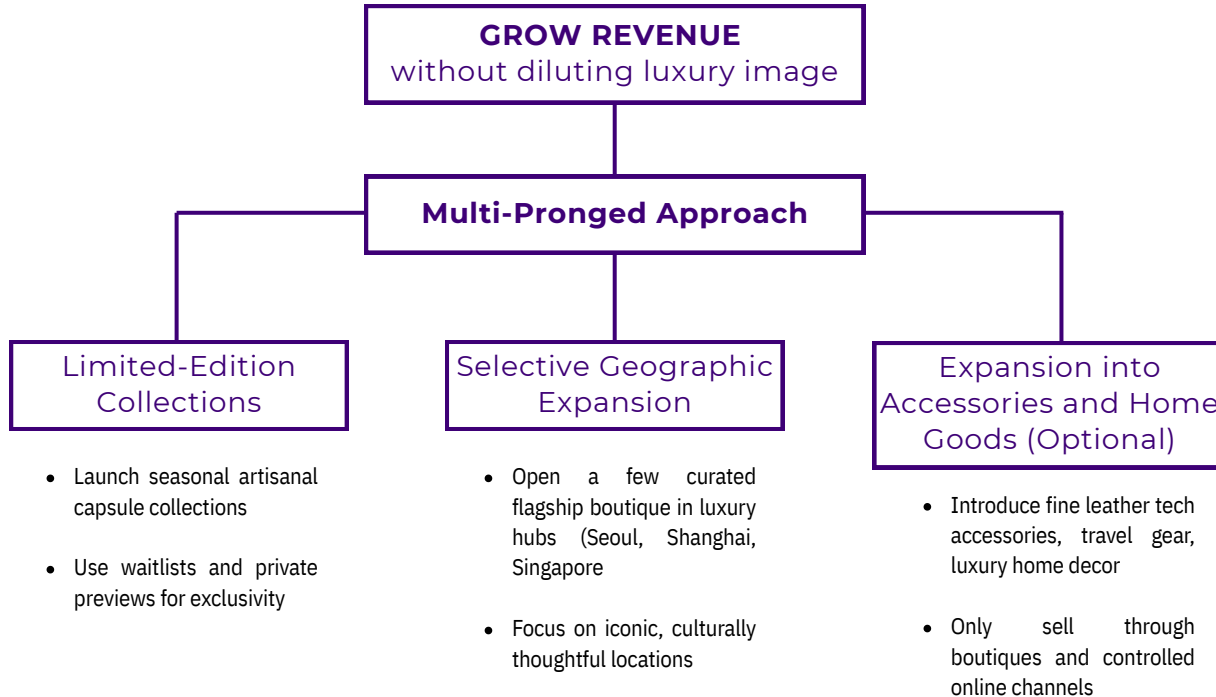 GROW REVENUE
without diluting luxury image
Multi-Pronged Approach
Limited-Edition
Collections
• Launch seasonal artisanal
capsule collections
• Use waitlists and private
previews for exclusivity
Selective Geographic
Expansion
• Open a few curated
flagship boutique in luxury
hubs (Seoul, Shanghai,
Singapore
• Focus on iconic, culturally
thoughtful locations
Expansion into
Accessories and Home
Goods (Optional)
• Introduce fine leather tech
accessories, travel gear,
luxury home decor
• Only sell through
boutiques and controlled
online channels